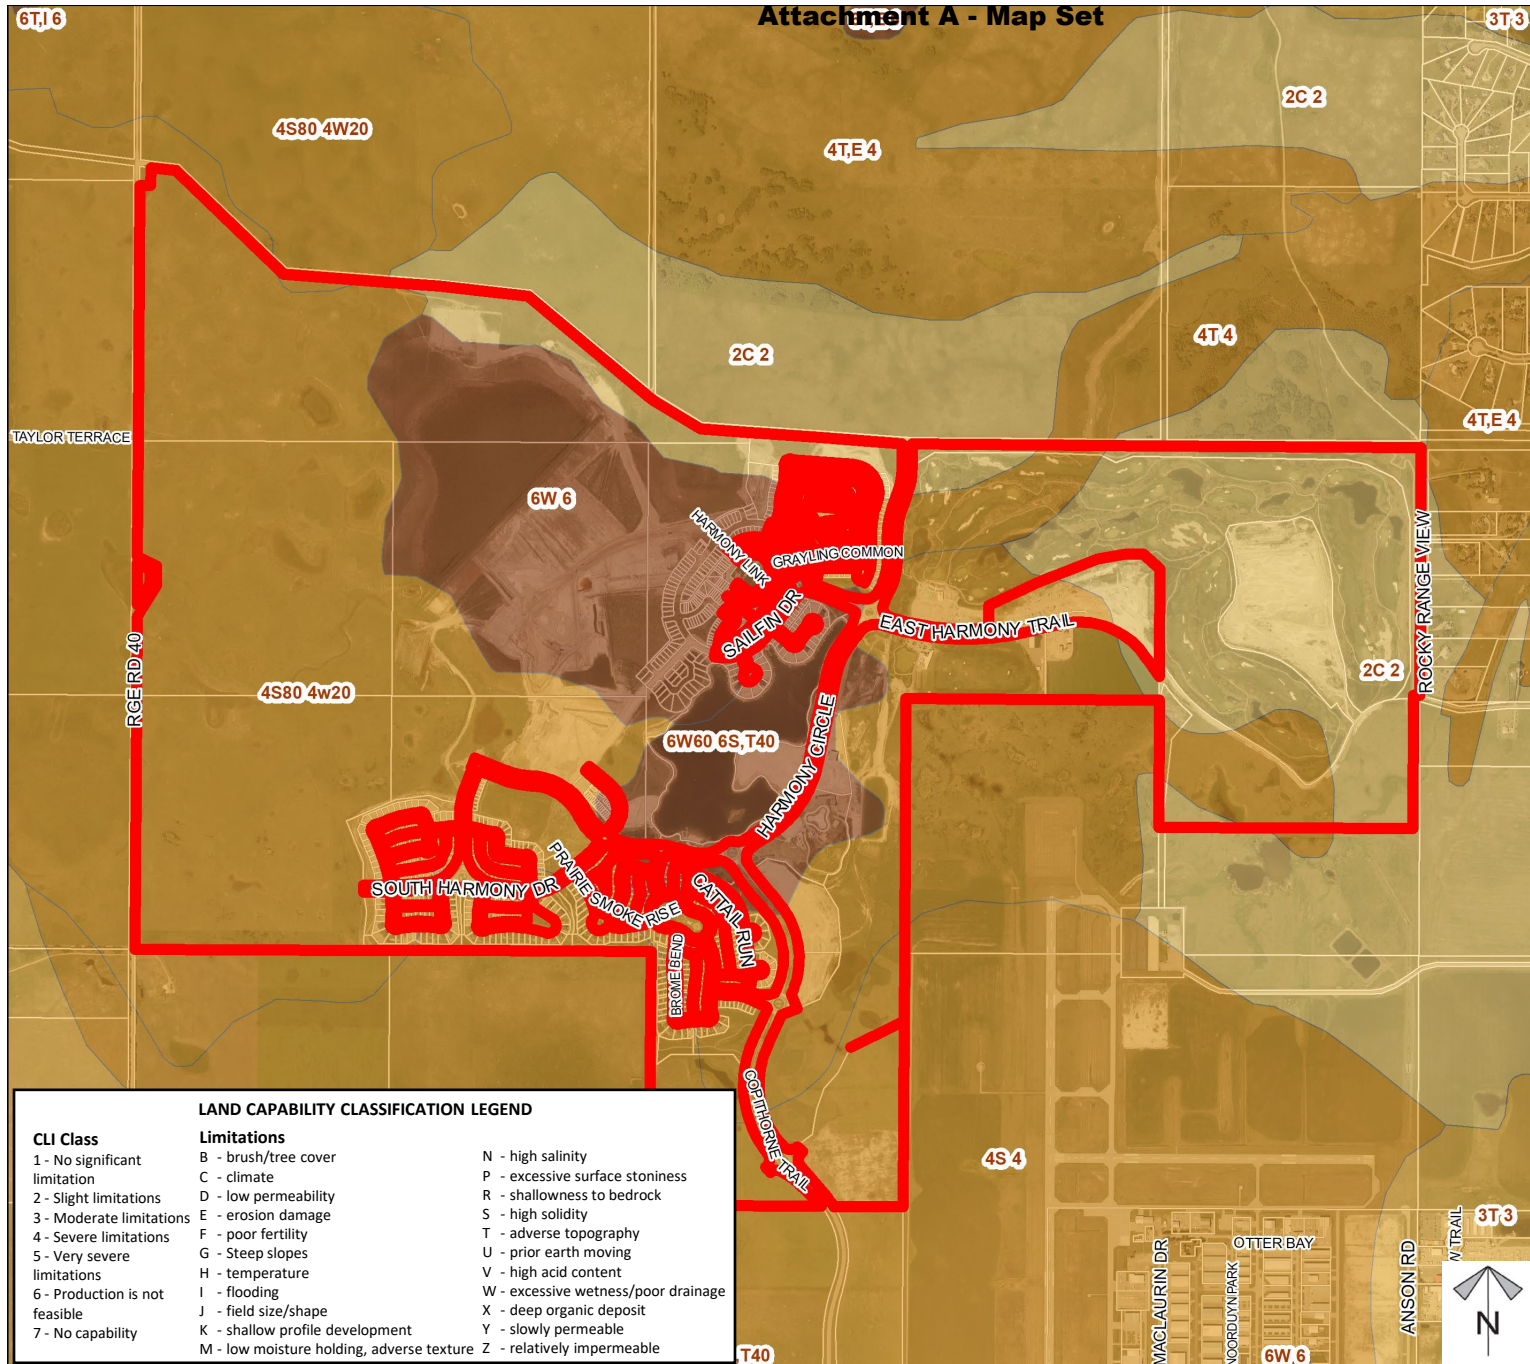 Attachment A - Map Set
6T,I 6
3T 3
2C 2
4S80 4W20
4T,E 4
4T 4
2C 2
4T,E 4
TAYLOR TERRACE
6W 6
HARMONY LINK
GRAYLING COMMON
SAILFIN DR
EAST HARMONY TRAIL
ROCKY RANGE VIEW
2C 2
RGE RD 40
4S80 4w20
6W60 6S,T40
HARMONY CIRCLE
SOUTH HARMONY DR
PRAIRIE SMOKE RISE
CATTAIL RUN
BROME BEND
COPITHORNE TRAIL
4S 4
3T 3
OTTER BAY
MACLAURIN DR
NOORDUYN PARK
ANSON RD
W TRAIL
N
,T40
6W 6
LAND CAPABILITY CLASSIFICATION LEGEND
CLI Class
1 - No significant
limitation
2 - Slight limitations
3 - Moderate limitations
4 - Severe limitations
5 - Very severe
limitations
6 - Production is not
feasible
7 - No capability
Limitations
B - brush/tree cover
C - climate
D - low permeability
E - erosion damage
F - poor fertility
G - Steep slopes
H - temperature
I - flooding
J - field size/shape
K - shallow profile development
M - low moisture holding, adverse texture
N - high salinity
P - excessive surface stoniness
R - shallowness to bedrock
S - high solidity
T - adverse topography
U - prior earth moving
V - high acid content
W - excessive wetness/poor drainage
X - deep organic deposit
Y - slowly permeable
Z - relatively impermeable